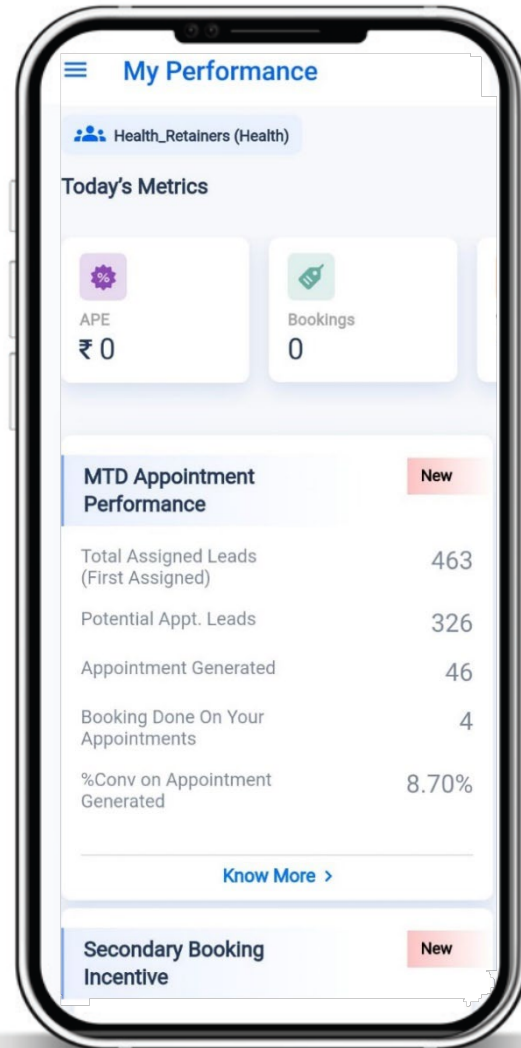 My Performance
Health_Retainers (Health)
Today's Metrics
APE
₹ 0
Bookings
0
MTD Appointment
Performance
New
Total Assigned Leads
(First Assigned)
463
Potential Appt. Leads
326
Appointment Generated
46
Booking Done On Your
Appointments
4
%Conv on Appointment
Generated
8.70%
Know More >
Secondary Booking
Incentive
New